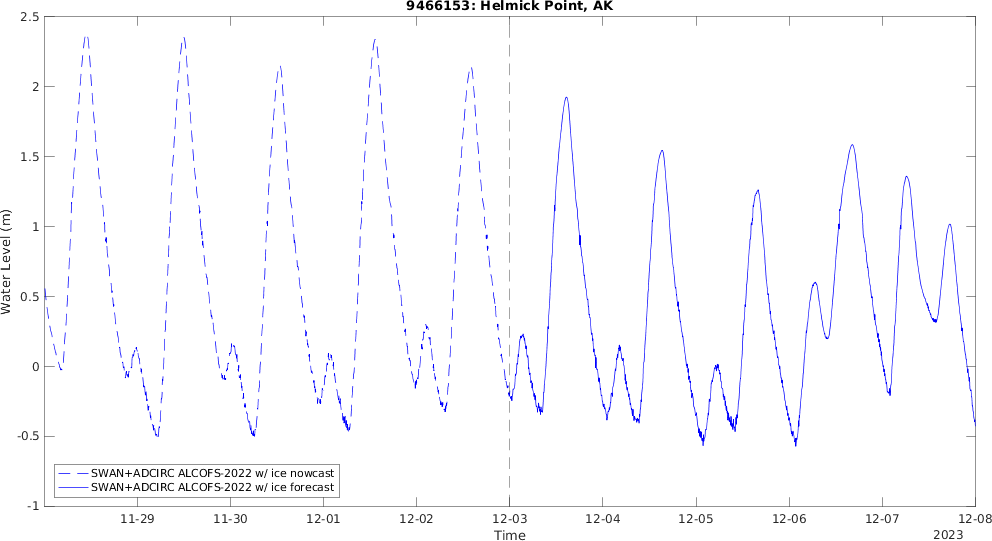 9466153: Helmick Point, AK
2.5
2
1.5
1
0.5
0
-0.5
-1
Water Level (m)
SWAN+ADCIRC ALCOFS-2022 w/ ice nowcast
SWAN+ADCIRC ALCOFS-2022 w/ ice forecast
11-29 11-30 12-01 12-02 12-03 12-04 12-05 12-06 12-07 12-08
Time
2023